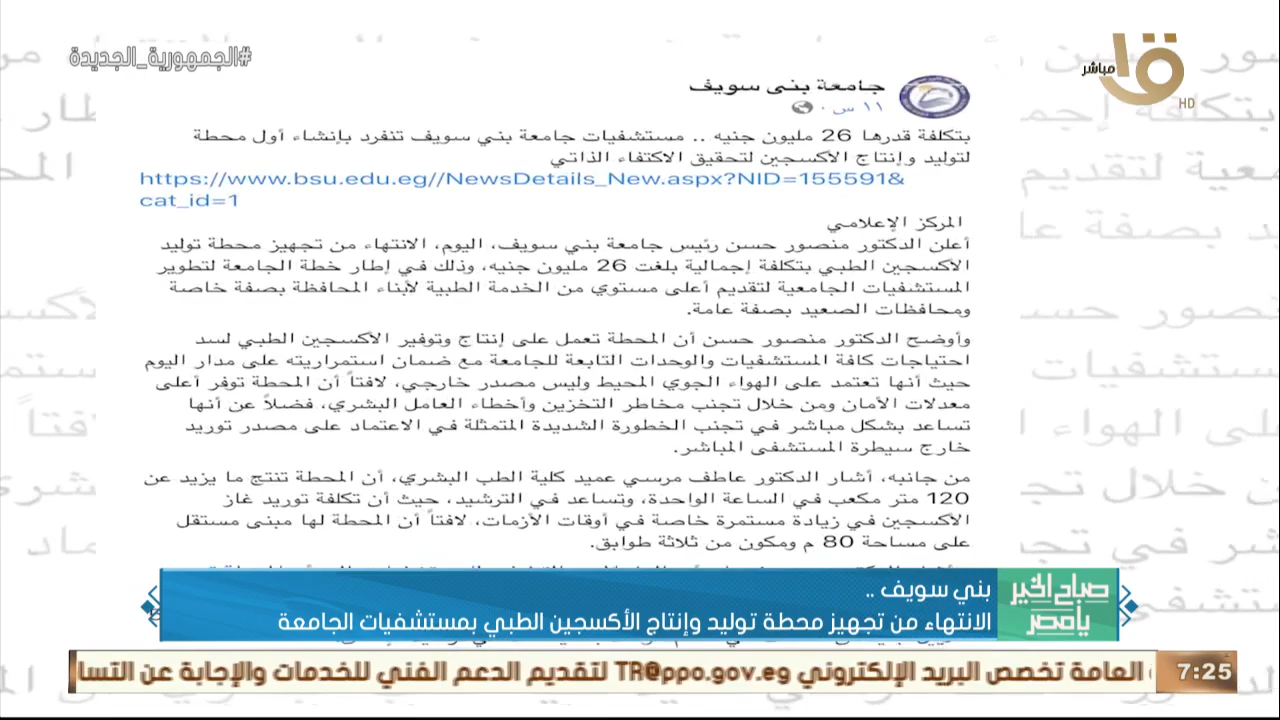 #الجمهورية_الجديدة
مباشر
HD
جامعة بنى سويف
١١ س ·
بتكلفة قدرها 26 مليون جنيه .. مستشفيات جامعة بني سويف تنفرد بإنشاء أول محطة
لتوليد وإنتاج الأكسجين لتحقيق الاكتفاء الذاتي
https://www.bsu.edu.eg//NewsDetails_New.aspx?NID=155591&
cat_id=1
المركز الإعلامي
أعلن الدكتور منصور حسن رئيس جامعة بني سويف، اليوم، الانتهاء من تجهيز محطة توليد
الأكسجين الطبي بتكلفة إجمالية بلغت 26 مليون جنيه، وذلك في إطار خطة الجامعة لتطوير
المستشفيات الجامعية لتقديم أعلى مستوي من الخدمة الطبية لأبناء المحافظة بصفة خاصة
ومحافظات الصعيد بصفة عامة.
وأوضح الدكتور منصور حسن أن المحطة تعمل على إنتاج وتوفير الأكسجين الطبي لسد
احتياجات كافة المستشفيات والوحدات التابعة للجامعة مع ضمان استمراريته على مدار اليوم
حيث أنها تعتمد على الهواء الجوي المحيط وليس مصدر خارجي، لافتاً أن المحطة توفر أعلى
معدلات الأمان ومن خلال تجنب مخاطر التخزين وأخطاء العامل البشري، فضلاً عن أنها
تساعد بشكل مباشر في تجنب الخطورة الشديدة المتمثلة في الاعتماد على مصدر توريد
خارج سيطرة المستشفى المباشر.
من جانبه، أشار الدكتور عاطف مرسي عميد كلية الطب البشري، أن المحطة تنتج ما يزيد عن
120 متر مكعب في الساعة الواحدة، وتساعد في الترشيد، حيث أن تكلفة توريد غاز
الأكسجين في زيادة مستمرة خاصة في أوقات الأزمات، لافتاً أن المحطة لها مبنى مستقل
على مساحة 80 م ومكون من ثلاثة طوابق.
صباح الخير
يا مصر
بني سويف ..
الانتهاء من تجهيز محطة توليد وإنتاج الأكسجين الطبي بمستشفيات الجامعة
7:25
العامة تخصص البريد الإلكتروني TR@ppo.gov.eg لتقديم الدعم الفني للخدمات والإجابة عن التسا